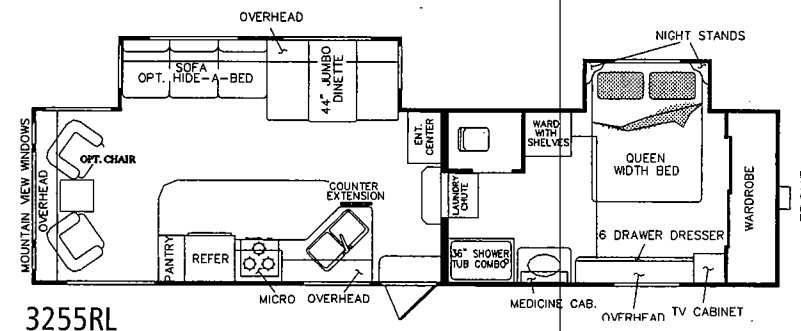 OVERHEAD
NIGHT STANDS
SOFA
OPT. HIDE-A-BED
44" JUMBO
DINETTE
MOUNTAIN VIEW WINDOWS
OVERHEAD
OPT. CHAIR
ENT.
CENTER
WARD
WITH
SHELVES
QUEEN
WIDTH BED
WARDROBE
LAUNDRY
CHUTE
COUNTER
EXTENSION
PANTRY
REFER
36" SHOWER
TUB COMBO
6 DRAWER DRESSER
MICRO
OVERHEAD
MEDICINE CAB.
OVERHEAD
TV CABINET
3255RL